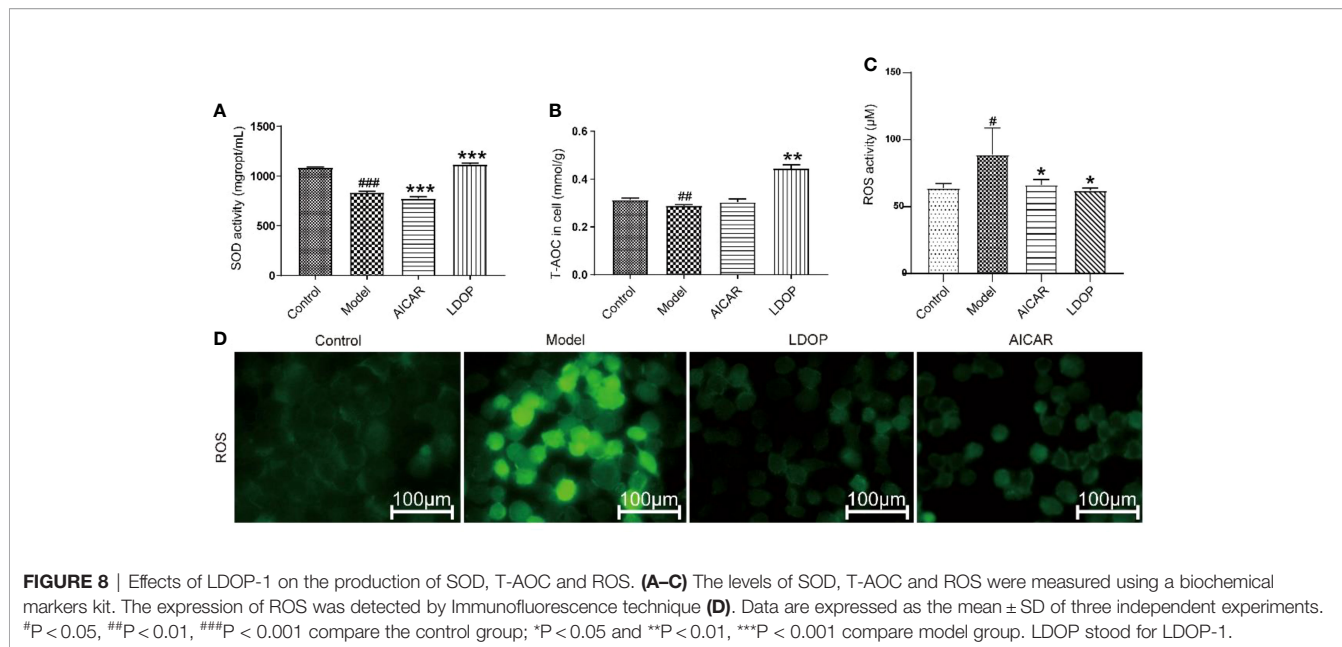 A
SOD activity (mgropt/mL)
1500
1000
500
0
###
***
***
Control
Model
AICAR
LDOP
B
T-AOC in cell (mmol/g)
0.6
0.4
0.2
0.0
##
**
Control
Model
AICAR
LDOP
C
ROS activity (μM)
150
100
50
0
#
*
*
Control
Model
AICAR
LDOP
D
Control
Model
LDOP
AICAR
ROS
100μm
100μm
100μm
100μm
FIGURE 8 | Effects of LDOP-1 on the production of SOD, T-AOC and ROS. (A–C) The levels of SOD, T-AOC and ROS were measured using a biochemical
markers kit. The expression of ROS was detected by Immunofluorescence technique (D). Data are expressed as the mean ± SD of three independent experiments.
#P < 0.05, ##P < 0.01, ###P < 0.001 compare the control group; *P < 0.05 and **P < 0.01, ***P < 0.001 compare model group. LDOP stood for LDOP-1.